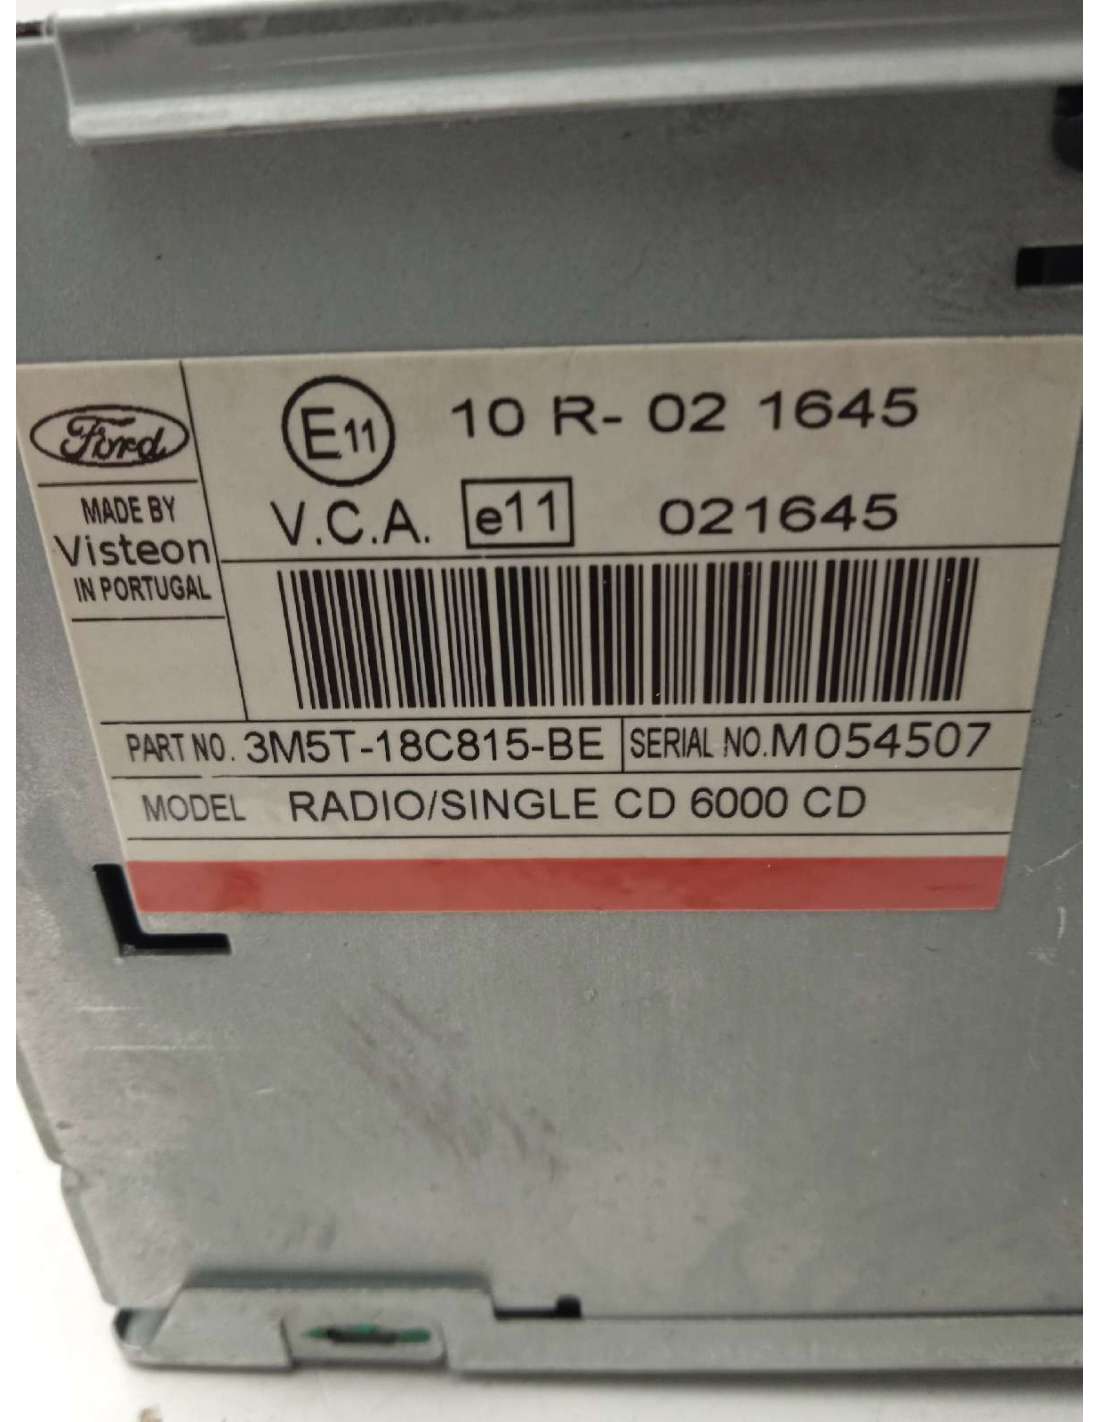 Ford
MADE BY
Visteon
IN PORTUGAL
E11 10 R- 02 1645
V.C.A. e11 021645
PART NO. 3M5T-18C815-BE SERIAL NO. M054507
MODEL RADIO/SINGLE CD 6000 CD